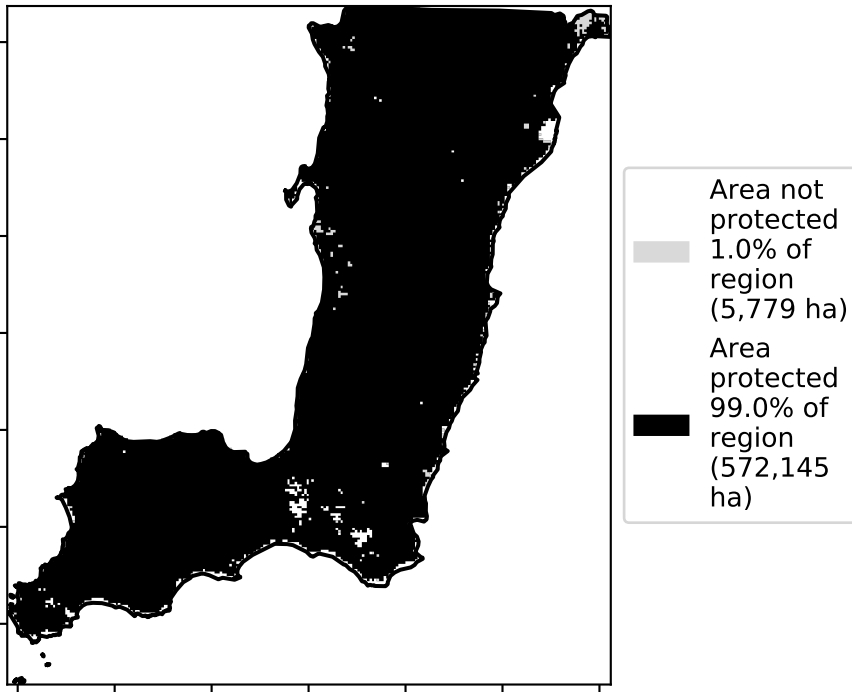 Area not
protected
1.0% of
region
(5,779 ha)
Area
protected
99.0% of
region
(572,145
ha)